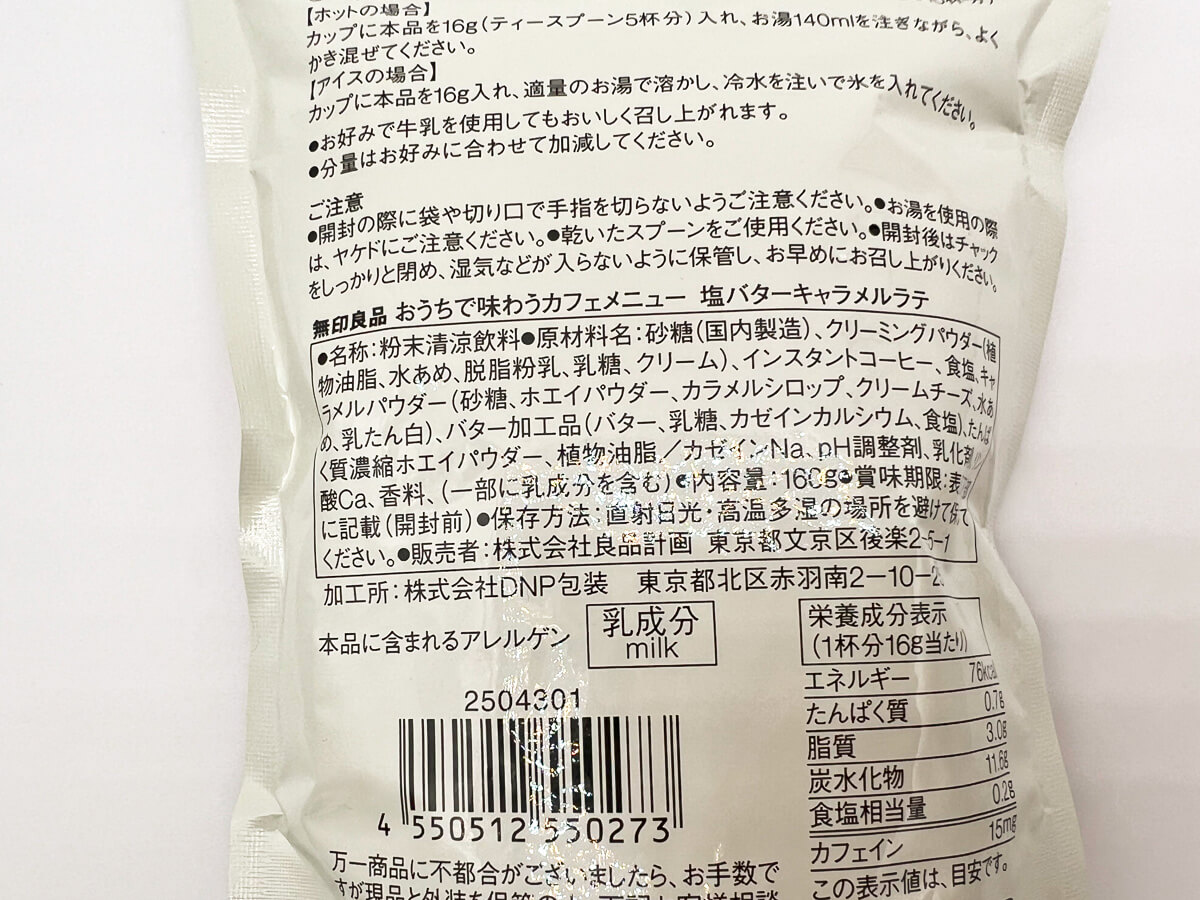 【ホットの場合】
カップに本品を16g(ティースプーン5杯分)入れ、お湯140mlを注ぎながら、よく
かき混ぜてください。
【アイスの場合】
カップに本品を16g入れ、適量のお湯で溶かし、冷水を注いで氷を入れてください。
●お好みで牛乳を使用してもおいしく召し上がれます。
●分量はお好みに合わせて加減してください。
ご注意
●開封の際に袋や切り口で手指を切らないようご注意ください。●お湯を使用の際
は、ヤケドにご注意ください。●乾いたスプーンをご使用ください。●開封後はチャック
をしっかりと閉め、湿気などが入らないように保管し、お早めにお召し上がりください。
無印良品 おうちで味わうカフェメニュー 塩バターキャラメルラテ
●名称:粉末清涼飲料●原材料名:砂糖(国内製造)、クリーミングパウダー(植
物油脂、水あめ、脱脂粉乳、乳糖、クリーム)、インスタントコーヒー、食塩、キャ
ラメルパウダー(砂糖、ホエイパウダー、カラメルシロップ、クリームチーズ、水あ
め、乳たん白)、バター加工品(バター、乳糖、カゼインカルシウム、食塩)、たんぱ
く質濃縮ホエイパウダー、植物油脂/カゼインNa、pH調整剤、乳化剤、
酸Ca、香料、(一部に乳成分を含む)●内容量:160g●賞味期限:表面
に記載(開封前)●保存方法:直射日光・高温多湿の場所を避けて保存
ください。●販売者:株式会社良品計画 東京都文京区後楽2-5-1
加工所:株式会社DNP包装 東京都北区赤羽南2-10-2
本品に含まれるアレルゲン
乳成分
milk
栄養成分表示
(1杯分16g当たり)
エネルギー 76kcal
たんぱく質 0.7g
脂質 3.0g
炭水化物 11.6g
食塩相当量 0.2g
カフェイン 15mg
この表示値は、目安です。
2504301
4 550512 550273
万一商品に不都合がございましたら、お手数で
すが現品と外装を保管の上、下記お客様相談